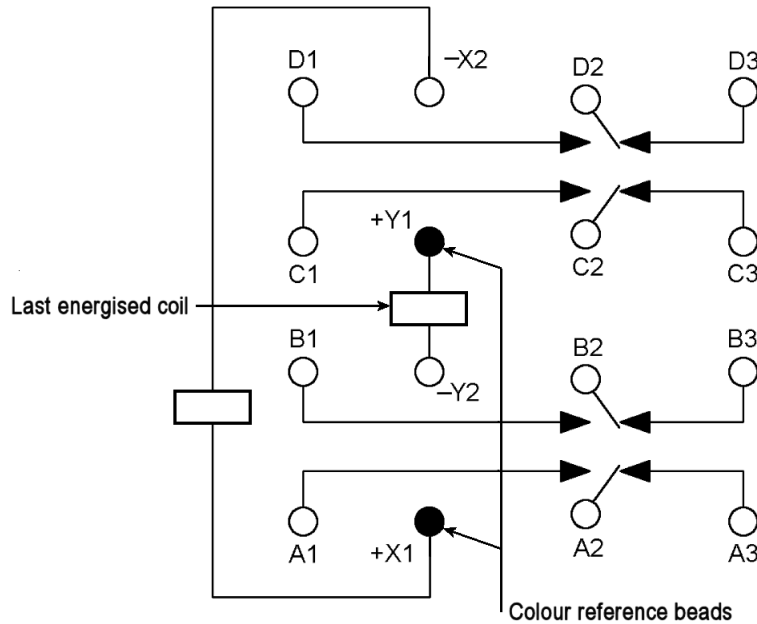 D1
–X2
D2
D3
+Y1
C1
C2
C3
Last energised coil
B1
B2
B3
–Y2
+X1
A1
A2
A3
Colour reference beads